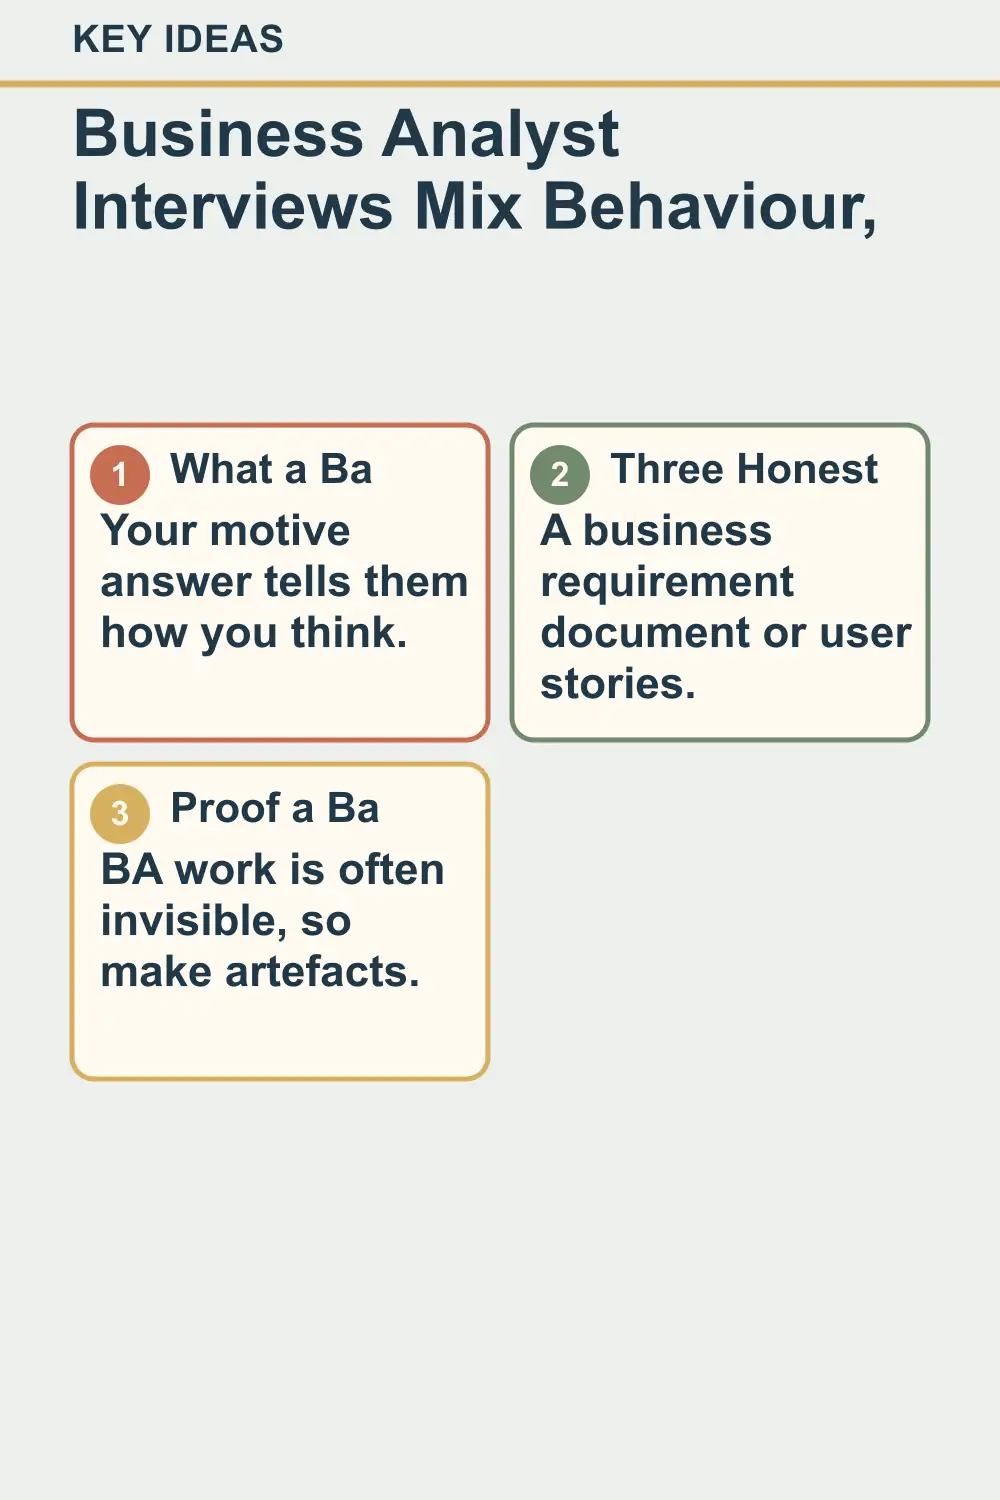 KEY IDEAS
Business Analyst
Interviews Mix Behaviour,
1 What a Ba
Your motive
answer tells them
how you think.
2 Three Honest
A business
requirement
document or user
stories.
3 Proof a Ba
BA work is often
invisible, so
make artefacts.